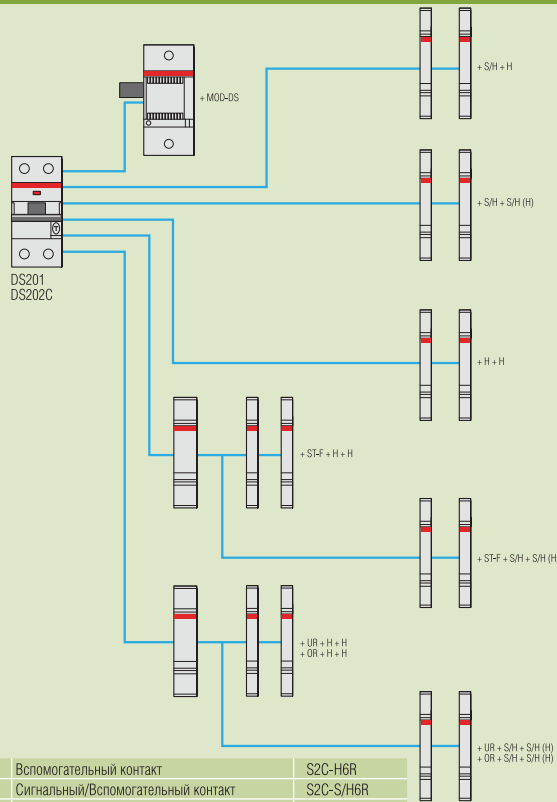 + S/H + H
+ MOD-DS
+ S/H + S/H (H)
DS201
DS202C
+ H + H
+ ST-F + H + H
+ ST-F + S/H + S/H (H
+ UR + H + H
+ OR + H + H
+ UR + S/H + S/H (H)
+ OR + S/H + S/H (H)
Вспомогательный контакт S2C-H6R
Сигнальный/Вспомогательный контакт S2C-S/H6R